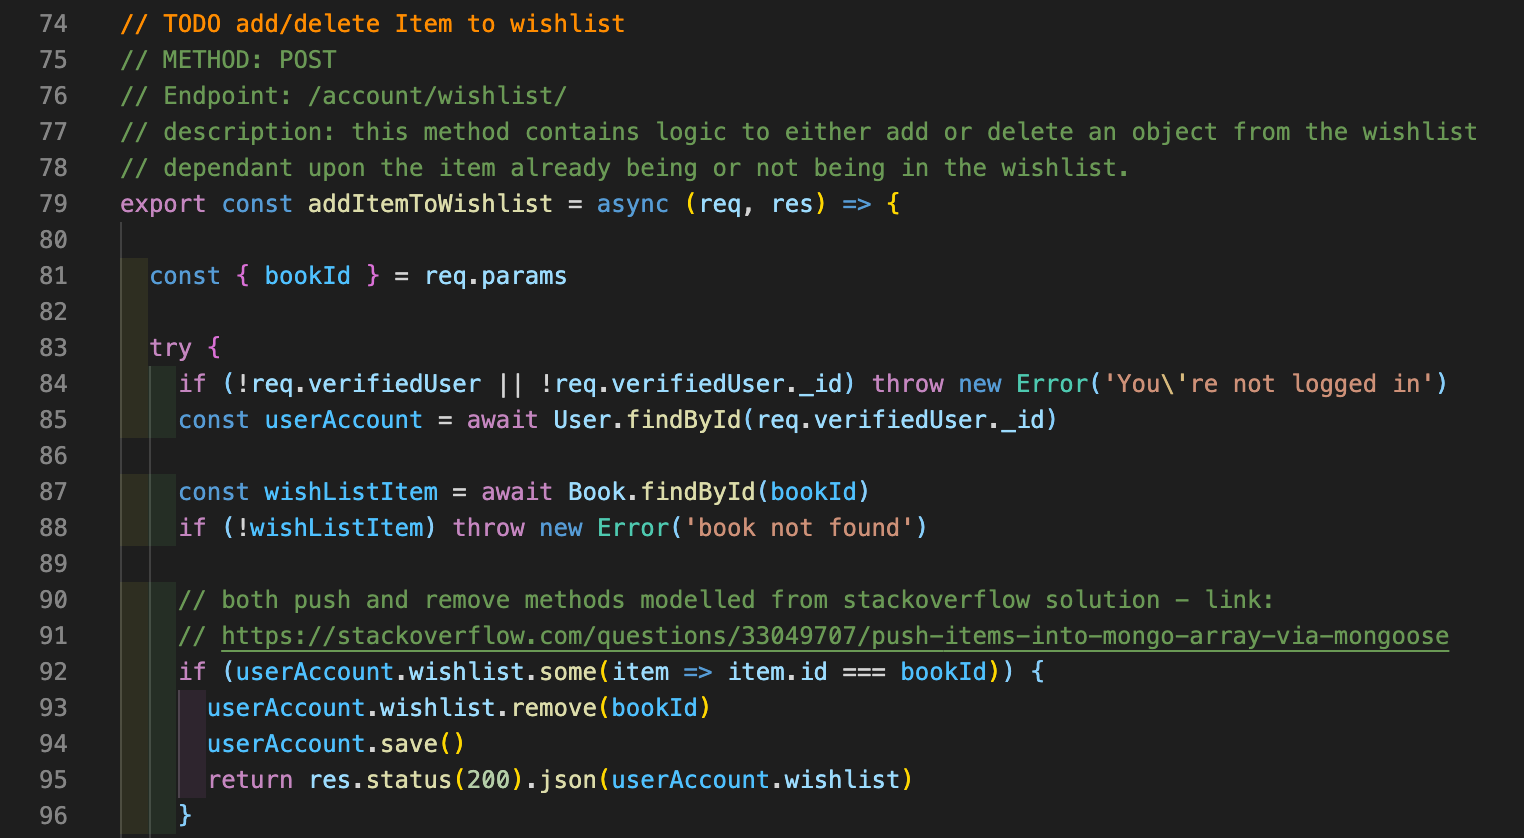 74 // TODO add/delete Item to wishlist
75 // METHOD: POST
76 // Endpoint: /account/wishlist/
77 // description: this method contains logic to either add or delete an object from the wishlist
78 // dependant upon the item already being or not being in the wishlist.
79 export const addItemToWishlist = async (req, res) => {
80
81   const { bookId } = req.params
82
83   try {
84     if (!req.verifiedUser || !req.verifiedUser._id) throw new Error('You\'re not logged in')
85     const userAccount = await User.findById(req.verifiedUser._id)
86
87     const wishListItem = await Book.findById(bookId)
88     if (!wishListItem) throw new Error('book not found')
89
90     // both push and remove methods modelled from stackoverflow solution – link:
91     // https://stackoverflow.com/questions/33049707/push-items-into-mongo-array-via-mongoose
92     if (userAccount.wishlist.some(item => item.id === bookId)) {
93       userAccount.wishlist.remove(bookId)
94       userAccount.save()
95       return res.status(200).json(userAccount.wishlist)
96     }